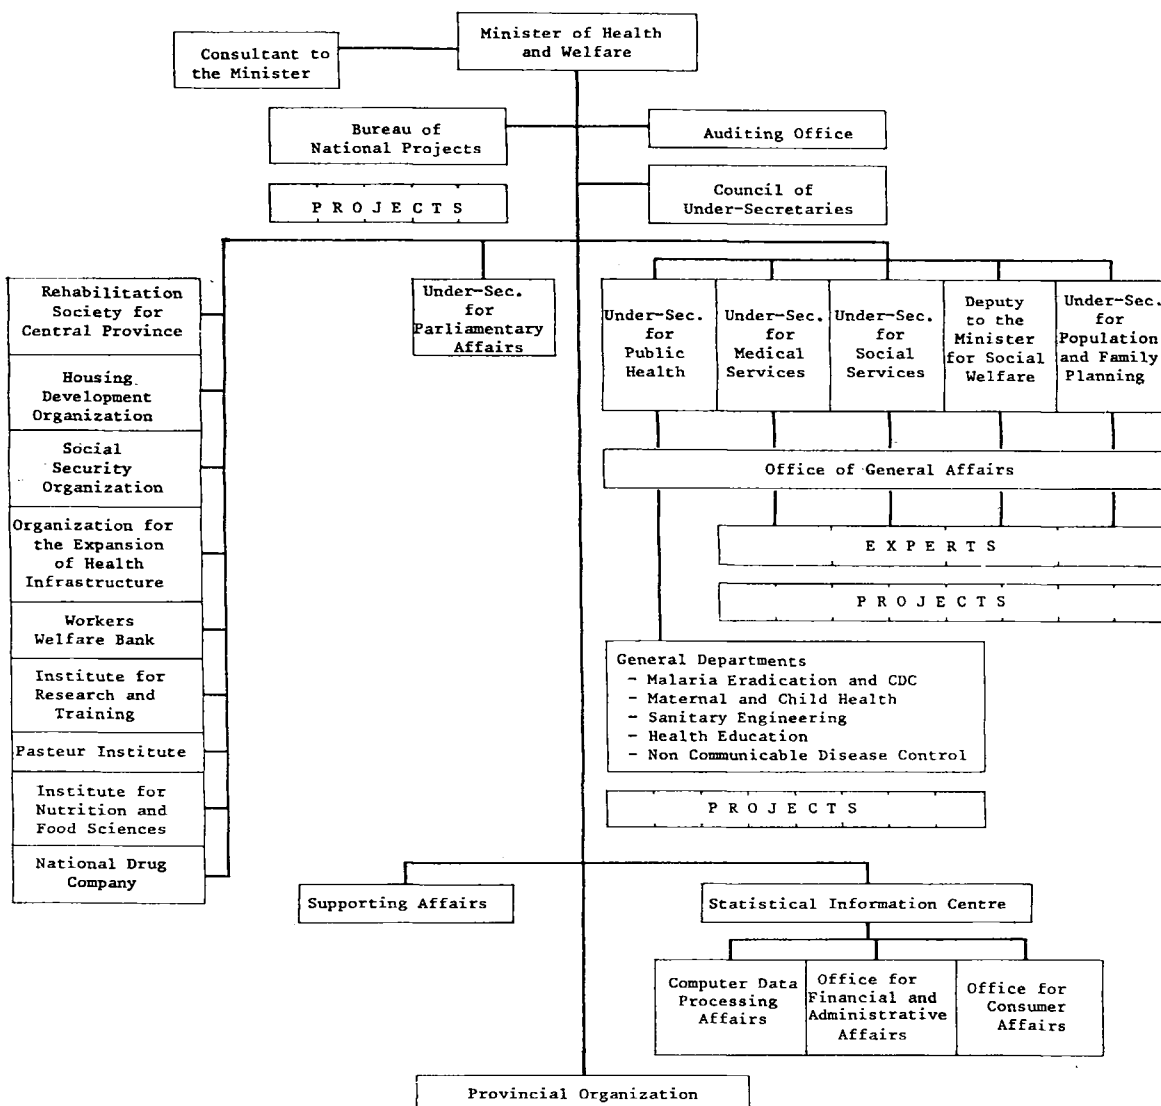 Minister of Health
and Welfare
Consultant to
the Minister
Bureau of
National Projects
Auditing Office
PROJECTS
Council of
Under-Secretaries
Rehabilitation
Society for
Central Province
Housing
Development
Organization
Social
Security
Organization
Organization for
the Expansion
of Health
Infrastructure
Workers
Welfare Bank
Institute for
Research and
Training
Pasteur Institute
Institute for
Nutrition and
Food Sciences
National Drug
Company
Under-Sec.
for
Parliamentary
Affairs
Under-Sec.
for
Public
Health
Under-Sec.
for
Medical
Services
Under-Sec.
for
Social
Services
Deputy
to the
Minister
for Social
Welfare
Under-Sec.
for
Population
and Family
Planning
Office of General Affairs
EXPERTS
PROJECTS
General Departments
- Malaria Eradication and CDC
- Maternal and Child Health
- Sanitary Engineering
- Health Education
- Non Communicable Disease Control
PROJECTS
Supporting Affairs
Statistical Information Centre
Computer Data
Processing
Affairs
Office for
Financial and
Administrative
Affairs
Office for
Consumer
Affairs
Provincial Organization